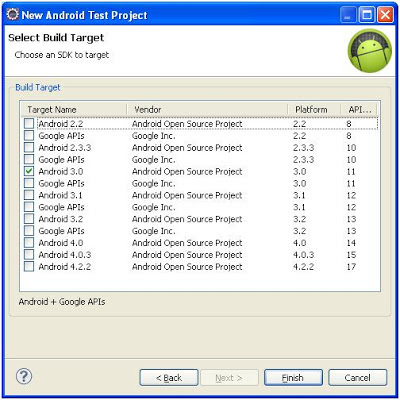 New Android Test Project
Select Build Target
Choose an SDK to target
Build Target
Target Name Vendor Platform API...
Android 2.2 Android Open Source Project 2.2 8
Google APIs Google Inc. 2.2 8
Android 2.3.3 Android Open Source Project 2.3.3 10
Google APIs Google Inc. 2.3.3 10
Android 3.0 Android Open Source Project 3.0 11
Google APIs Google Inc. 3.0 11
Android 3.1 Android Open Source Project 3.1 12
Google APIs Google Inc. 3.1 12
Android 3.2 Android Open Source Project 3.2 13
Google APIs Google Inc. 3.2 13
Android 4.0 Android Open Source Project 4.0 14
Android 4.0.3 Android Open Source Project 4.0.3 15
Android 4.2.2 Android Open Source Project 4.2.2 17
Android + Google APIs
? < Back Next > Finish Cancel